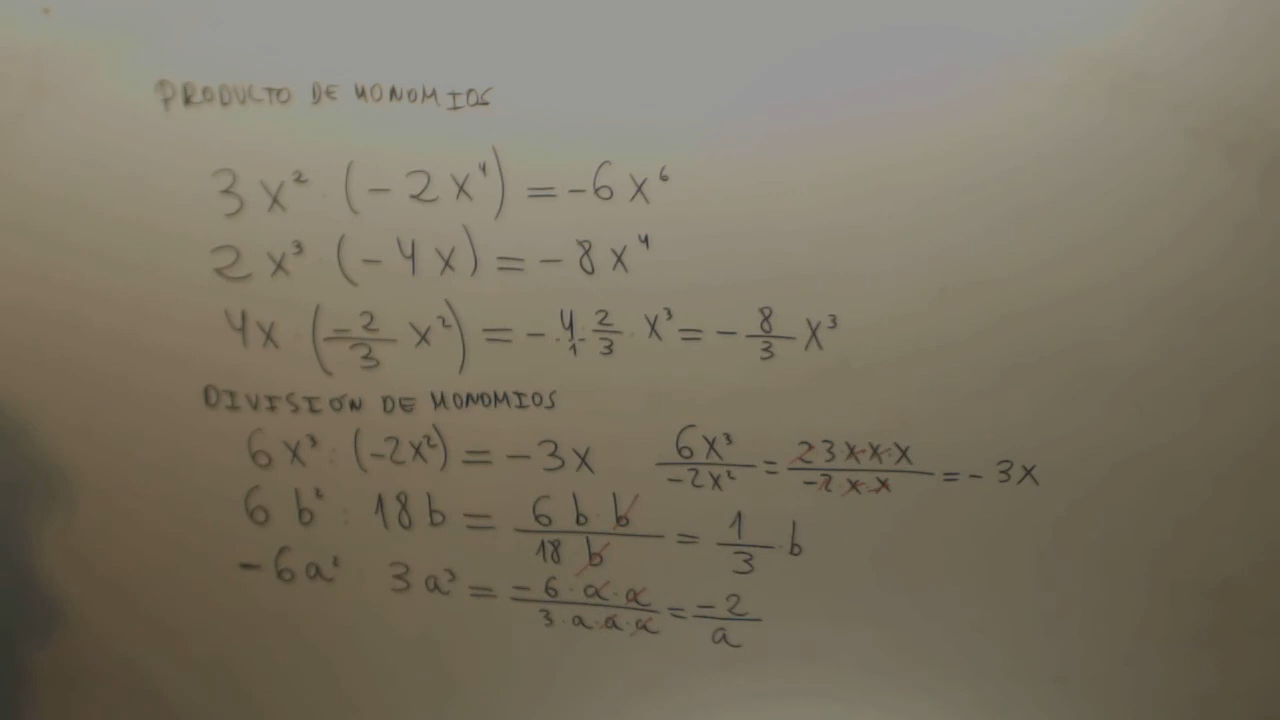 PRODUCTO DE MONOMIOS
3x² · (-2x⁴) = -6x⁶
2x³ (-4x) = -8x⁴
4x · (-2/3 x²) = -4/1 · 2/3 · x³ = -8/3 x³
DIVISIÓN DE MONOMIOS
6x³ : (-2x²) = -3x 6x³/-2x² = 2·3·x·x·x/-2·x·x = -3x
6b² : 18b = 6 b b/18 b = 1/3 · b
-6a² 3a³ = -6·a·a/3·a·a·a = -2/a